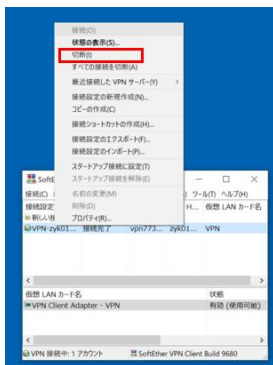 接続(O)
状態の表示(S)...
切断(I)
すべての接続を切断(A)
最近接続した VPN サーバー(Y)
接続設定の新規作成(N)...
コピーの作成(C)
接続ショートカットの作成(H)...
接続設定のエクスポート(F)...
接続設定のインポート(P)...
スタートアップ接続に設定(T)
スタートアップ接続を解除(E)
名前の変更(M)
削除(D)
プロパティ(R)...
SoftE
接続(C)
ツール(T) ヘルプ(H)
接続設定
H... 仮想 LAN カード名
新しい
VPN-zyk01... 接続完了 vpn773... zyk01... VPN
仮想 LAN カード名 状態
VPN Client Adapter - VPN 有効 (使用可能)
VPN 接続中: 1 アカウント SoftEther VPN Client Build 9680